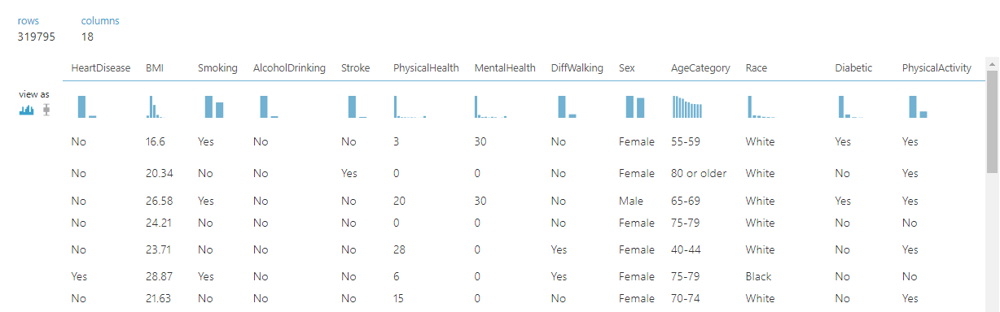 rows columns
319795 18
HeartDisease BMI Smoking AlcoholDrinking Stroke PhysicalHealth MentalHealth DiffWalking Sex AgeCategory Race Diabetic PhysicalActivity
view as
No 16.6 Yes No No 3 30 No Female 55-59 White Yes Yes
No 20.34 No No Yes 0 0 No Female 80 or older White No Yes
No 26.58 Yes No No 20 30 No Male 65-69 White Yes Yes
No 24.21 No No No 0 0 No Female 75-79 White No No
No 23.71 No No No 28 0 Yes Female 40-44 White No Yes
Yes 28.87 Yes No No 6 0 Yes Female 75-79 Black No No
No 21.63 No No No 15 0 No Female 70-74 White No Yes